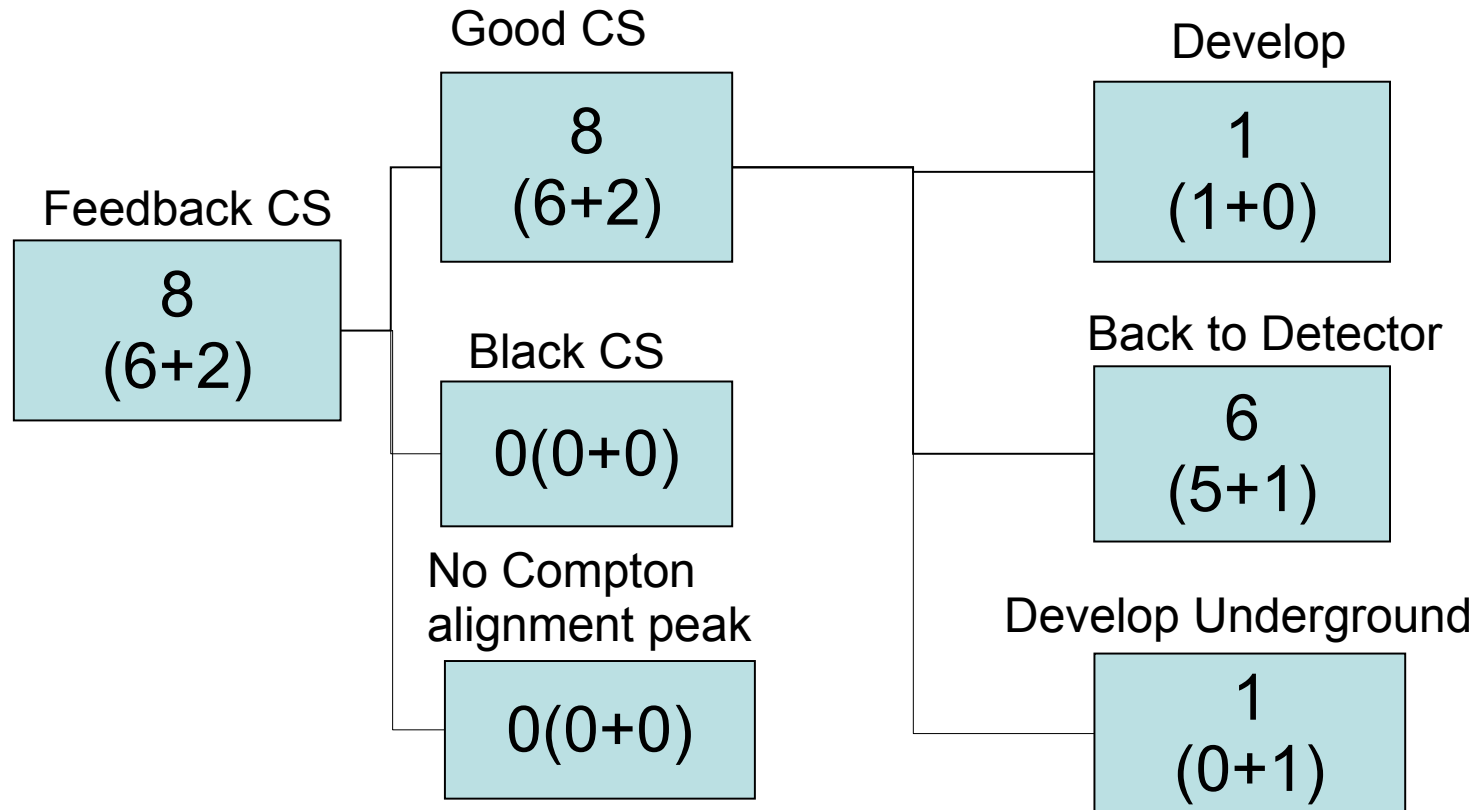 Feedback CS
8
(6+2)
Good CS
8
(6+2)
Black CS
0(0+0)
No Compton
alignment peak
0(0+0)
Develop
1
(1+0)
Back to Detector
6
(5+1)
Develop Underground
1
(0+1)